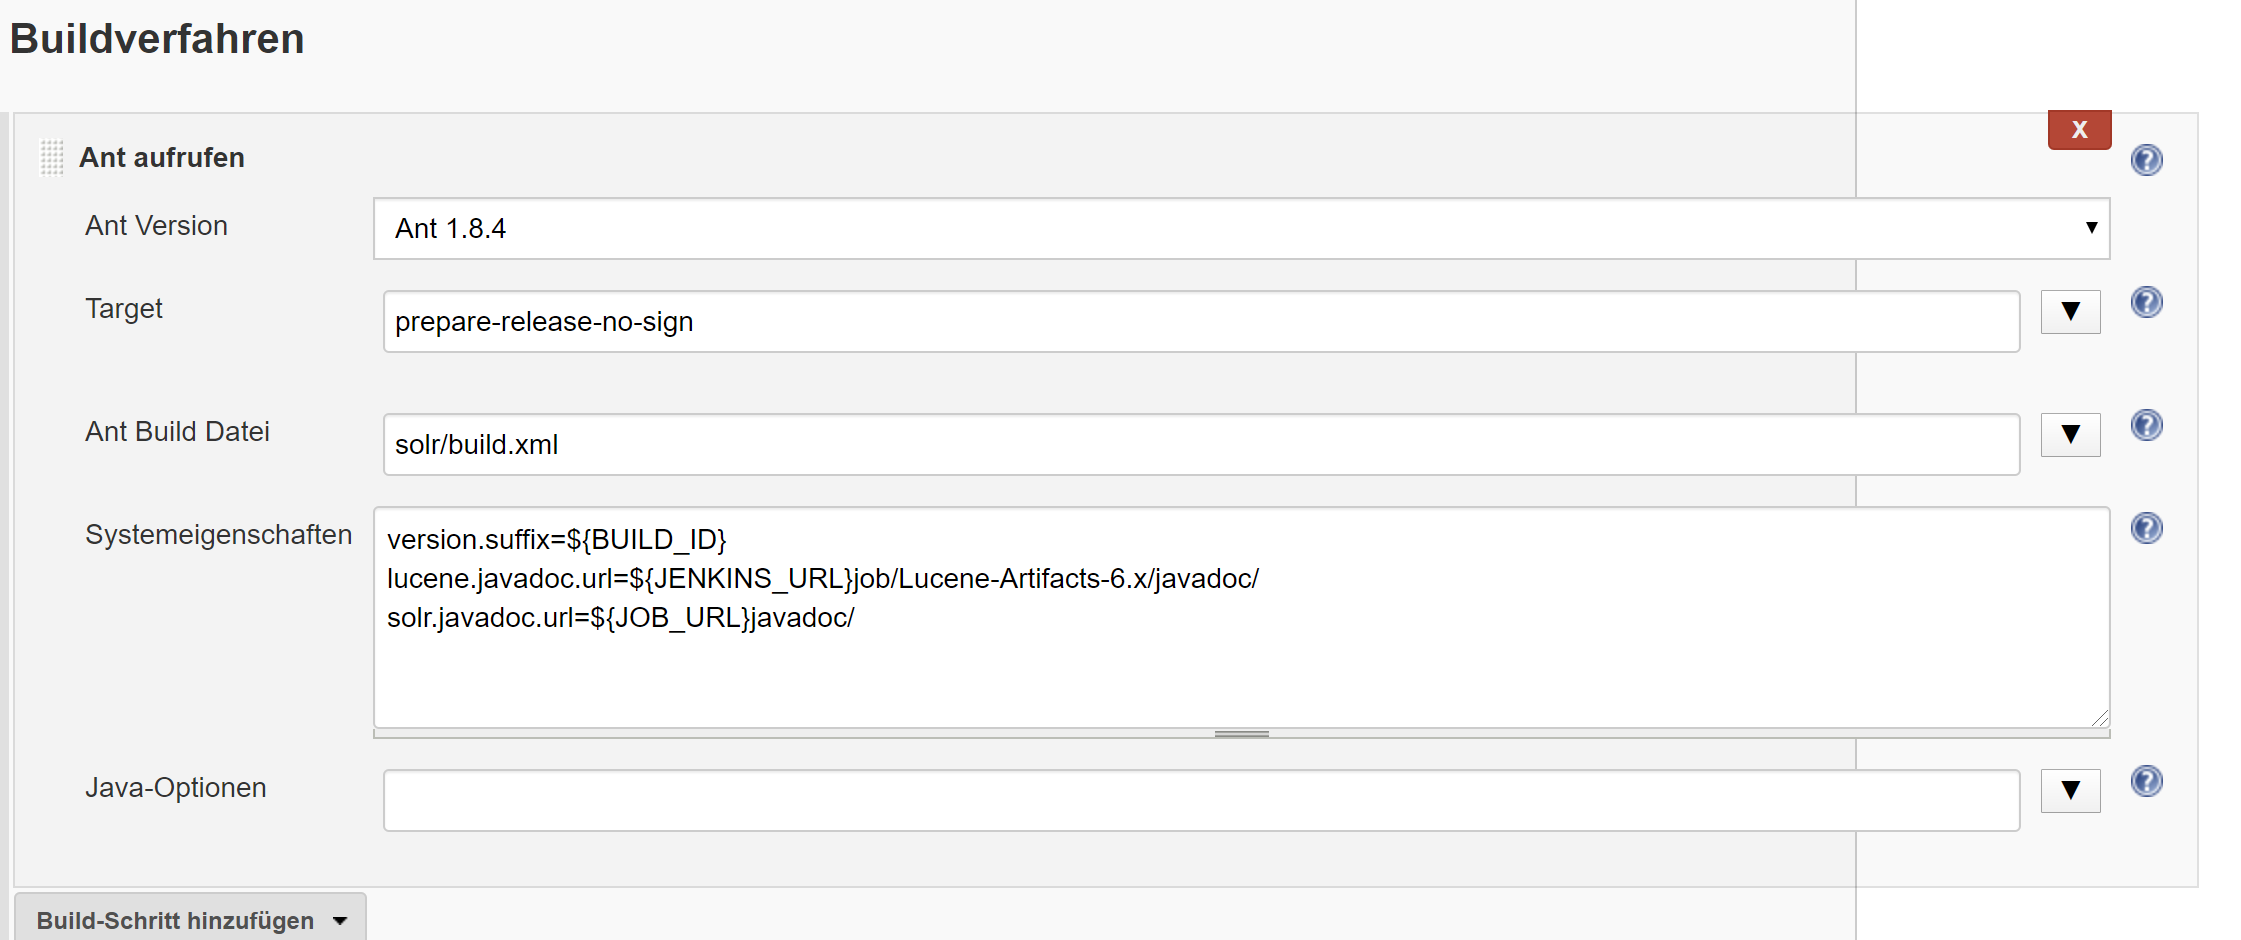 Buildverfahren
X
Ant aufrufen
Ant Version
Ant 1.8.4
Target
prepare-release-no-sign
Ant Build Datei
solr/build.xml
Systemeigenschaften
version.suffix=${BUILD_ID}
lucene.javadoc.url=${JENKINS_URL}job/Lucene-Artifacts-6.x/javadoc/
solr.javadoc.url=${JOB_URL}javadoc/
Java-Optionen
Build-Schritt hinzufügen